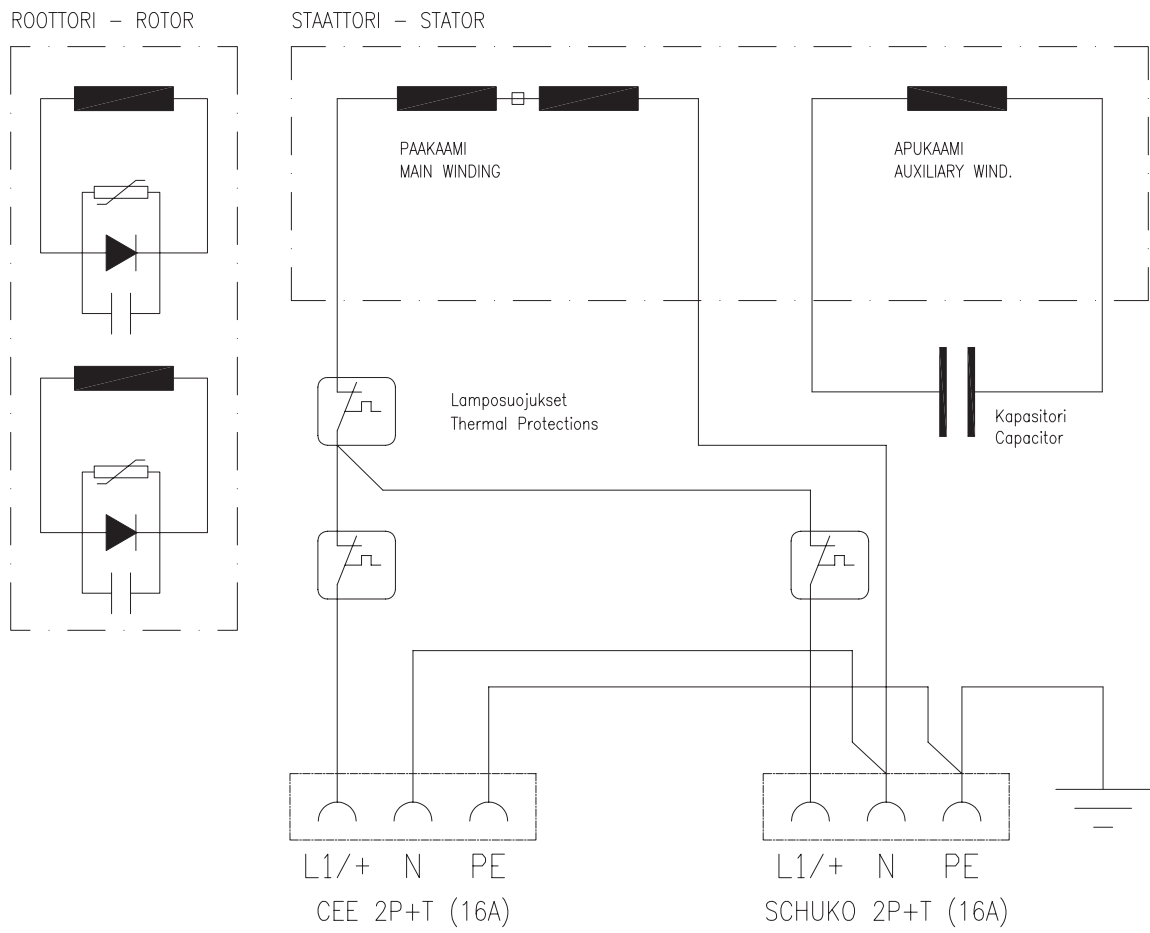 ROOTTORI – ROTOR
STAATTORI – STATOR
PAAKAAMI
MAIN WINDING
APUKAAMI
AUXILIARY WIND.
Lamposuojukset
Thermal Protections
Kapasitori
Capacitor
L1/+ N PE
CEE 2P+T (16A)
L1/+ N PE
SCHUKO 2P+T (16A)